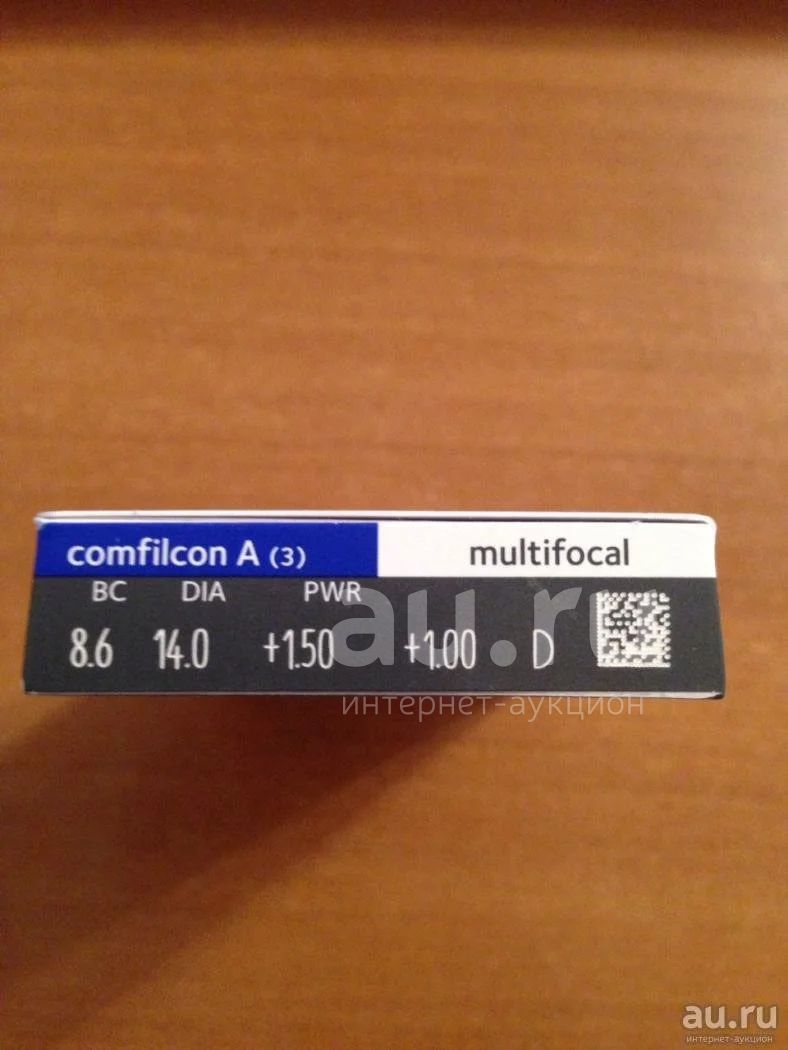 comfilcon A (3) multifocal
BC DIA PWR
8.6 14.0 +1.50 +1.00 D
au.ru
интернет-аукцион
au.ru
интернет-аукцион